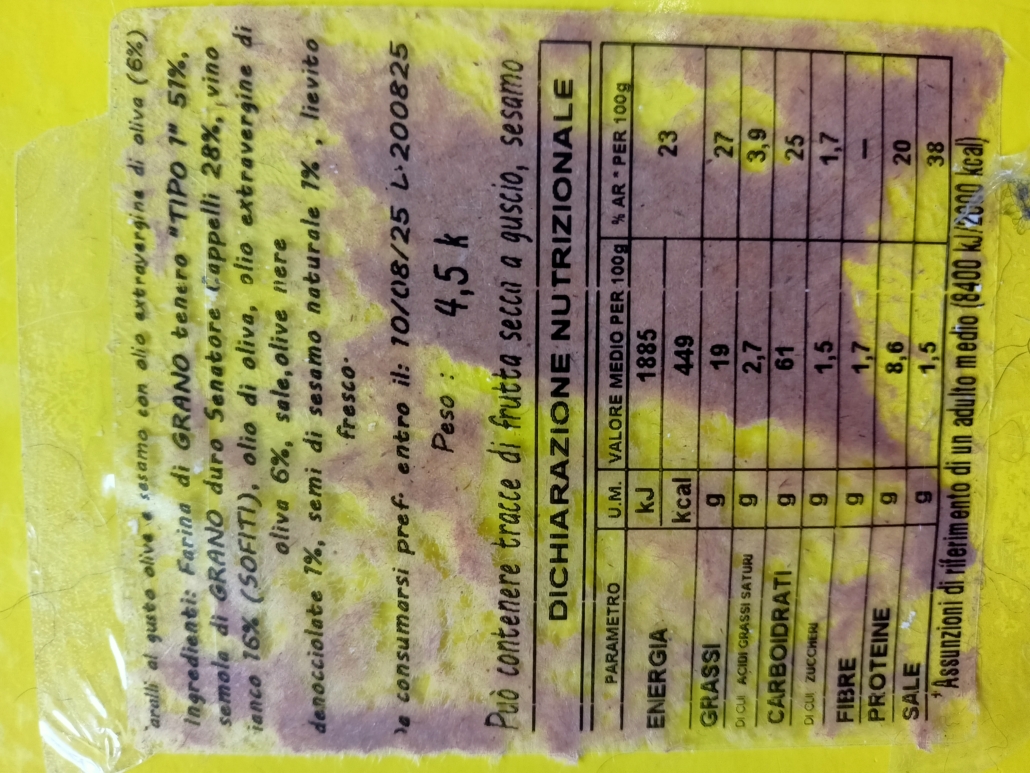 aralli al gusto olive e sesamo con olio extravergine di oliva (6%)
Ingredienti: Farina di GRANO tenero "TIPO 1" 51%,
semola di GRANO duro Senatore Cappelli 28%, vino
ianco 16% (SOFITI), olio di oliva, olio extravergine di
oliva 6%, sale, olive nere
denocciolate 1%, semi di sesamo naturale 1%, lievito
fresco.
consumarsi pref. entro il: 10/08/25 L.200825
Peso: 4,5 k
Può contenere tracce di frutta secca a guscio, sesamo
DICHIARAZIONE NUTRIZIONALE
PARAMETRO U.M. VALORE MEDIO PER 100g % AR * PER 100g
ENERGIA kJ 1885 23
kcal 449
GRASSI g 19 27
DI CUI ACIDI GRASSI SATURI g 2,7 3,9
CARBOIDRATI g 61 25
DI CUI ZUCCHERI g 1,5 1,7
FIBRE g 1,7 —
PROTEINE g 8,6 20
SALE g 1,5 38
*Assunzioni di riferimento di un adulto medio (8400 kJ/2000 kcal)